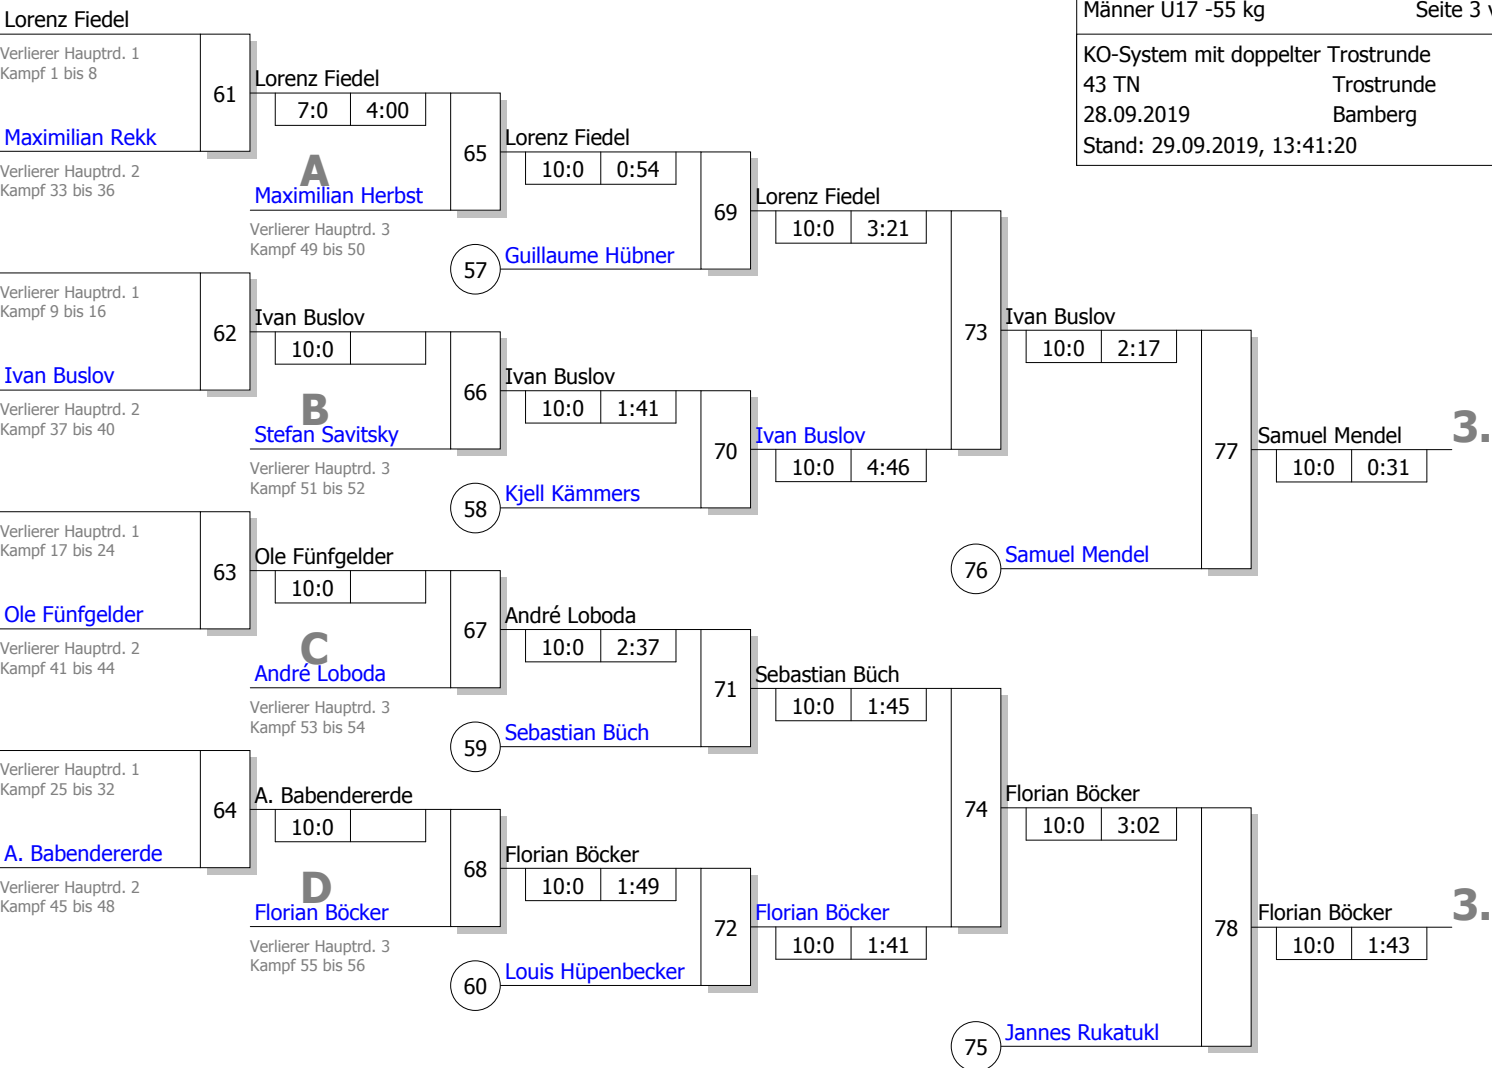 Männer U17 -55 kg Seite 3 v
KO-System mit doppelter Trostrunde
43 TN Trostrunde
28.09.2019 Bamberg
Stand: 29.09.2019, 13:41:20
Lorenz Fiedel
Verlierer Hauptrd. 1
Kampf 1 bis 8
61
Maximilian Rekk
Verlierer Hauptrd. 2
Kampf 33 bis 36
Verlierer Hauptrd. 1
Kampf 9 bis 16
62
Ivan Buslov
Verlierer Hauptrd. 2
Kampf 37 bis 40
Verlierer Hauptrd. 1
Kampf 17 bis 24
63
Ole Fünfgelder
Verlierer Hauptrd. 2
Kampf 41 bis 44
Verlierer Hauptrd. 1
Kampf 25 bis 32
64
A. Babendererde
Verlierer Hauptrd. 2
Kampf 45 bis 48
Lorenz Fiedel
7:0 4:00
A
65
Maximilian Herbst
Verlierer Hauptrd. 3
Kampf 49 bis 50
Ivan Buslov
10:0
B
66
Stefan Savitsky
Verlierer Hauptrd. 3
Kampf 51 bis 52
Ole Fünfgelder
10:0
C
67
André Loboda
Verlierer Hauptrd. 3
Kampf 53 bis 54
A. Babendererde
10:0
D
68
Florian Böcker
Verlierer Hauptrd. 3
Kampf 55 bis 56
Lorenz Fiedel
10:0 0:54
69
57 Guillaume Hübner
Ivan Buslov
10:0 1:41
70
58 Kjell Kämmers
André Loboda
10:0 2:37
71
59 Sebastian Büch
Florian Böcker
10:0 1:49
72
60 Louis Hüpenbecker
Lorenz Fiedel
10:0 3:21
73
Ivan Buslov
10:0 4:46
Sebastian Büch
10:0 1:45
74
Florian Böcker
10:0 1:41
Ivan Buslov
10:0 2:17
77
76 Samuel Mendel
Florian Böcker
10:0 3:02
78
75 Jannes Rukatukl
Samuel Mendel 3.
10:0 0:31
Florian Böcker 3.
10:0 1:43